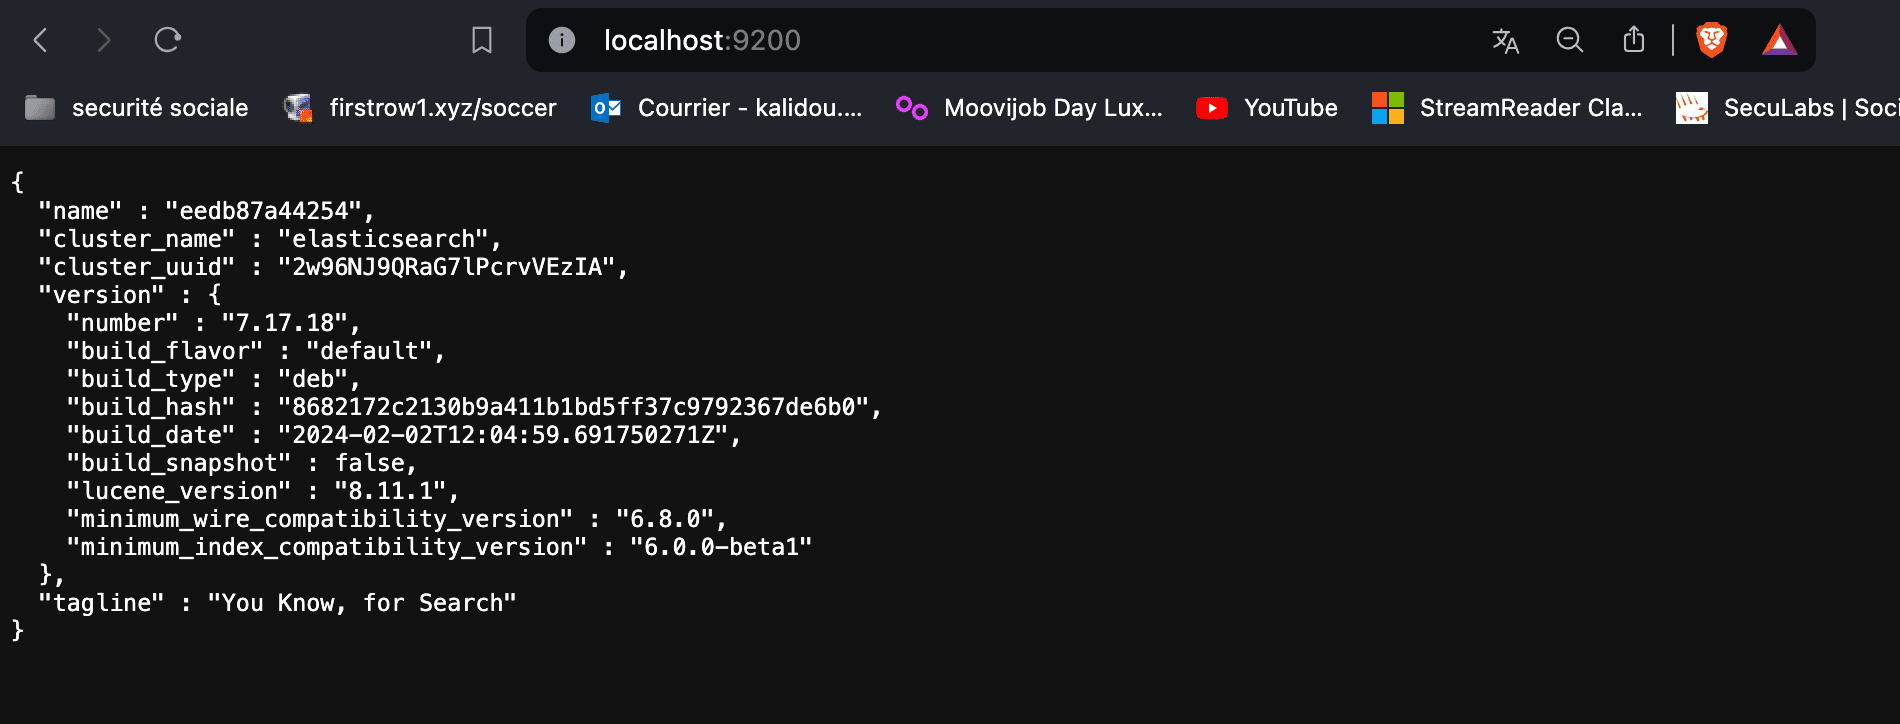 localhost:9200
securité sociale firstrow1.xyz/soccer Courrier - kalidou.... Moovijob Day Lux... YouTube StreamReader Cla... SecuLabs | Soci
{
"name" : "eedb87a44254",
"cluster_name" : "elasticsearch",
"cluster_uuid" : "2w96NJ9QRaG7lPcrvVEzIA",
"version" : {
"number" : "7.17.18",
"build_flavor" : "default",
"build_type" : "deb",
"build_hash" : "8682172c2130b9a411b1bd5ff37c9792367de6b0",
"build_date" : "2024-02-02T12:04:59.691750271Z",
"build_snapshot" : false,
"lucene_version" : "8.11.1",
"minimum_wire_compatibility_version" : "6.8.0",
"minimum_index_compatibility_version" : "6.0.0-beta1"
},
"tagline" : "You Know, for Search"
}